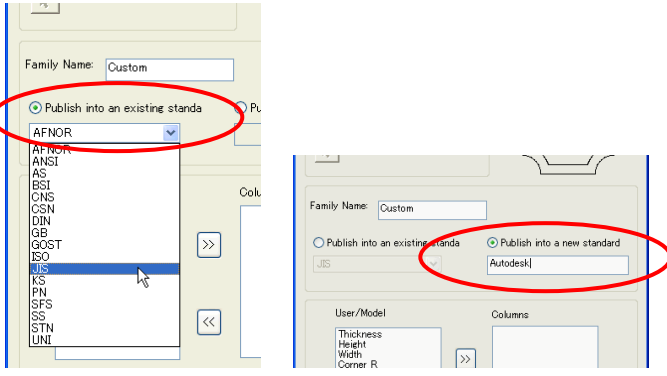 Family Name: Custom
Publish into an existing standa
Pu
AFNOR
AFNOR
ANSI
AS
BSI
CNS
CSN
DIN
GB
GOST
ISO
JIS
KS
PN
SFS
SS
STN
UNI
Colu
>>
<<
Family Name: Custom
Publish into an existing standa
Publish into a new standard
JIS
Autodesk
User/Model
Columns
Thickness
Height
Width
Corner R
>>